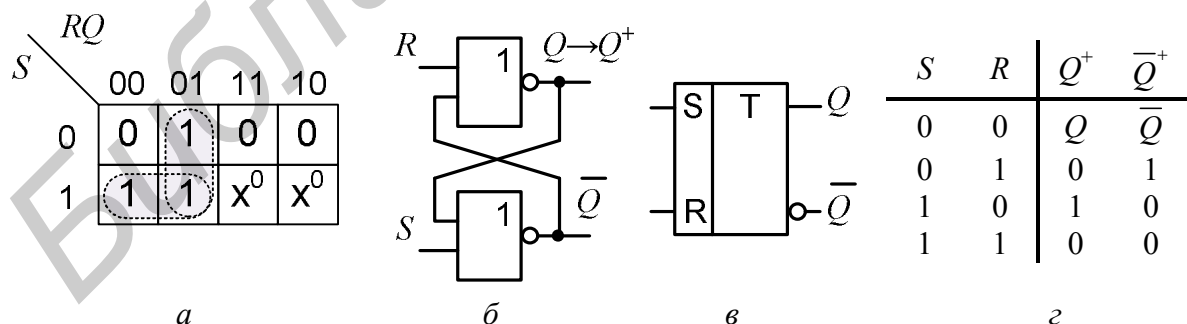 Библи
RQ
S
00 01 11 10
0 0 1 0 0
1 1 1 x⁰ x⁰
а
R 1 Q→Q⁺
Q̅
S 1
б
S T Q
R Q̅
в
S R Q⁺ Q̅⁺
0 0 Q Q̅
0 1 0 1
1 0 1 0
1 1 0 0
г